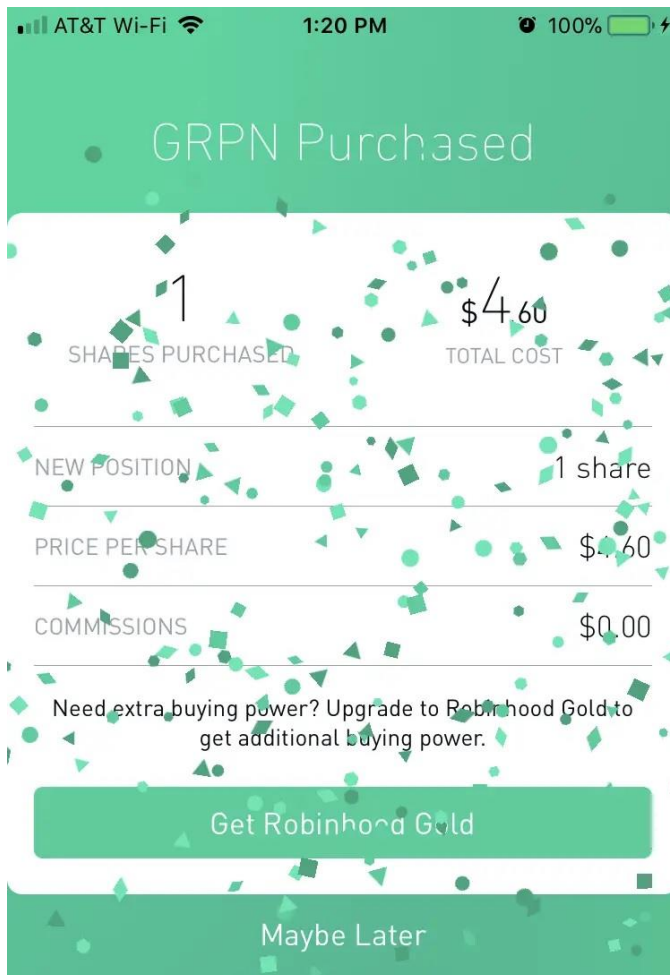 AT&T Wi-Fi 1:20 PM 100%
GRPN Purchased
1 $4.60
SHARES PURCHASED TOTAL COST
NEW POSITION 1 share
PRICE PER SHARE $4.60
COMMISSIONS $0.00
Need extra buying power? Upgrade to Robinhood Gold to
get additional buying power.
Get Robinhood Gold
Maybe Later